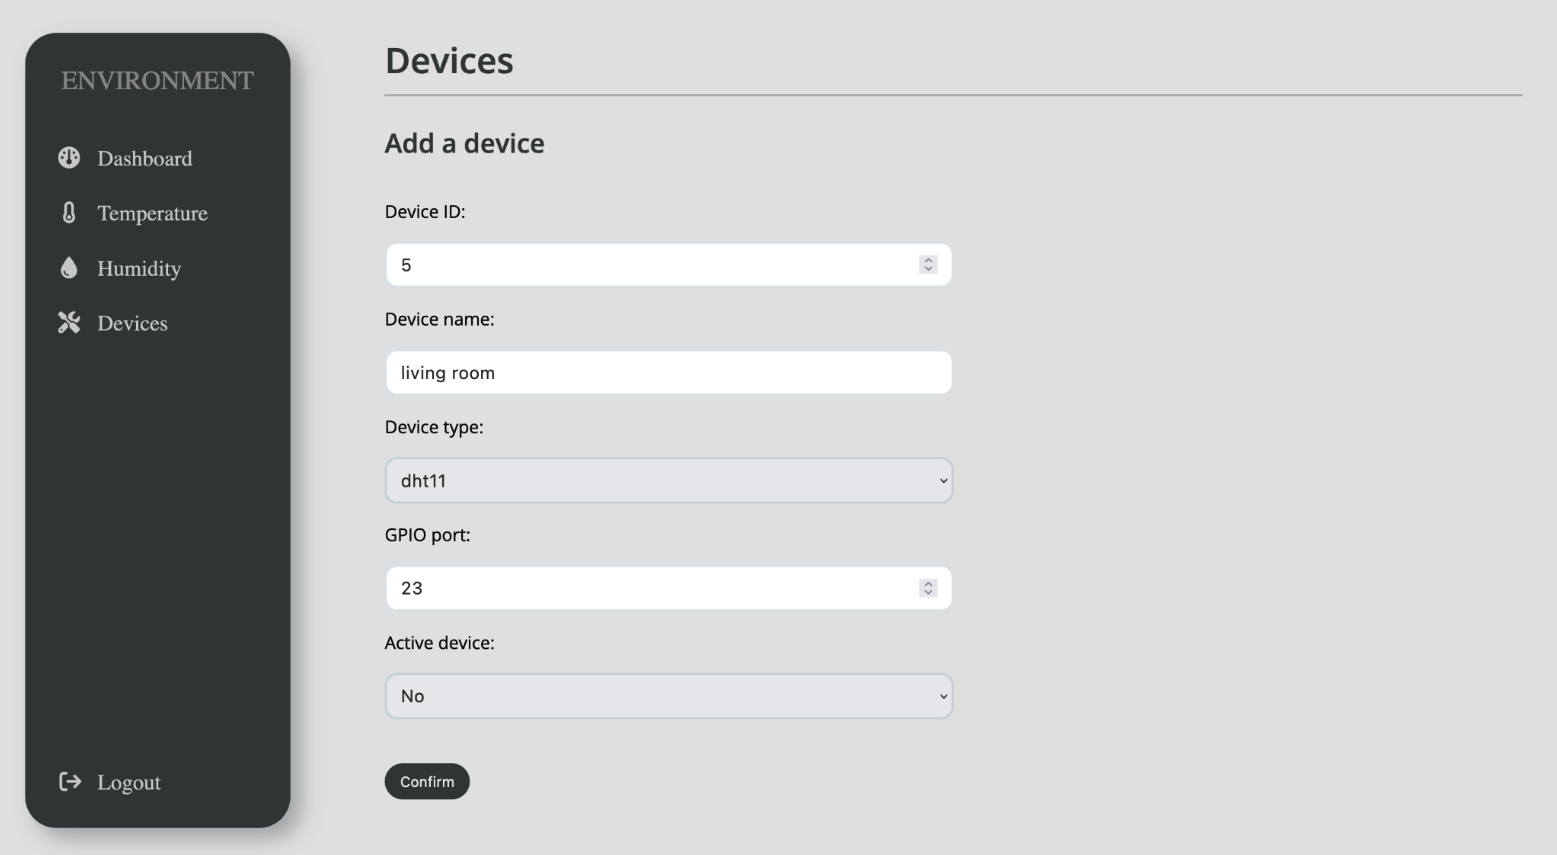 ENVIRONMENT
Dashboard
Temperature
Humidity
Devices
Logout
Devices
Add a device
Device ID:
5
Device name:
living room
Device type:
dht11
GPIO port:
23
Active device:
No
Confirm